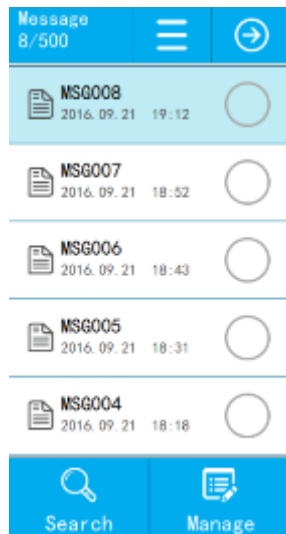 Message
8/500
MSG008
2016.09.21 19:12
MSG007
2016.09.21 18:52
MSG006
2016.09.21 18:43
MSG005
2016.09.21 18:31
MSG004
2016.09.21 18:18
Search Manage